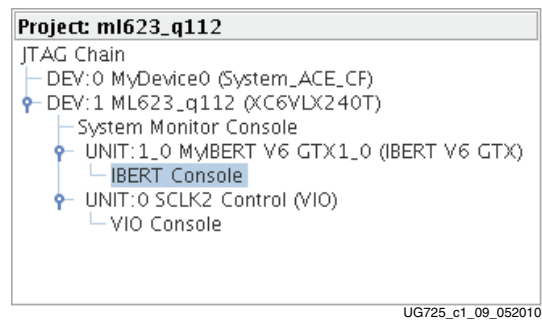 Project: ml623_q112
JTAG Chain
DEV:0 MyDevice0 (System_ACE_CF)
DEV:1 ML623_q112 (XC6VLX240T)
System Monitor Console
UNIT:1_0 MyIBERT V6 GTX1_0 (IBERT V6 GTX)
IBERT Console
UNIT:0 SCLK2 Control (VIO)
VIO Console
UG725_c1_09_052010